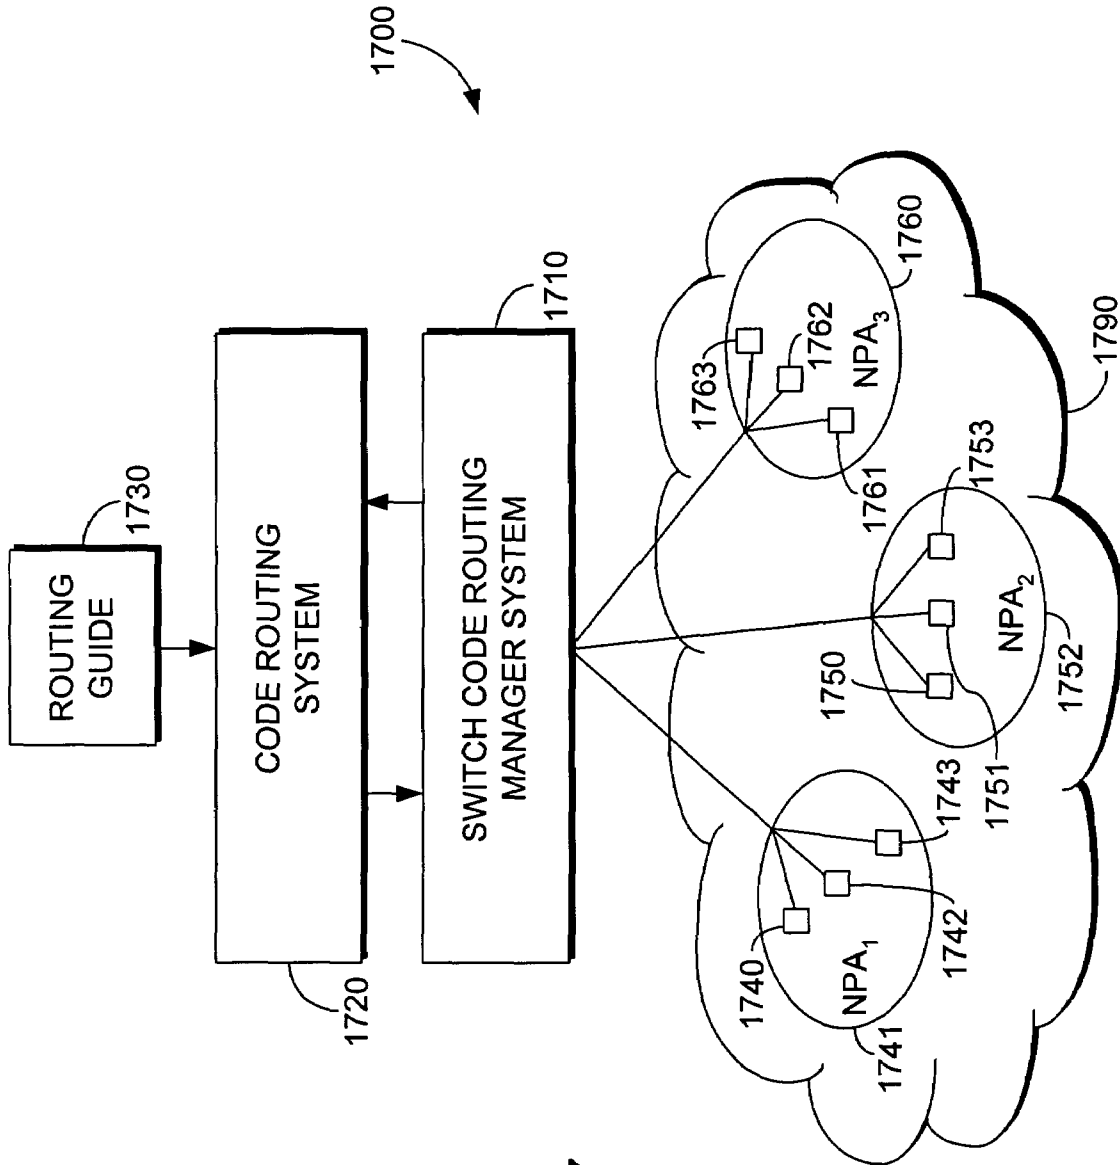 1700
ROUTING
GUIDE
1730
CODE ROUTING
SYSTEM
1720
SWITCH CODE ROUTING
MANAGER SYSTEM
1710
1740
NPA1
1741
1742
1743
1750
1751
NPA2
1752
1753
1763
1762
1761
NPA3
1760
1790